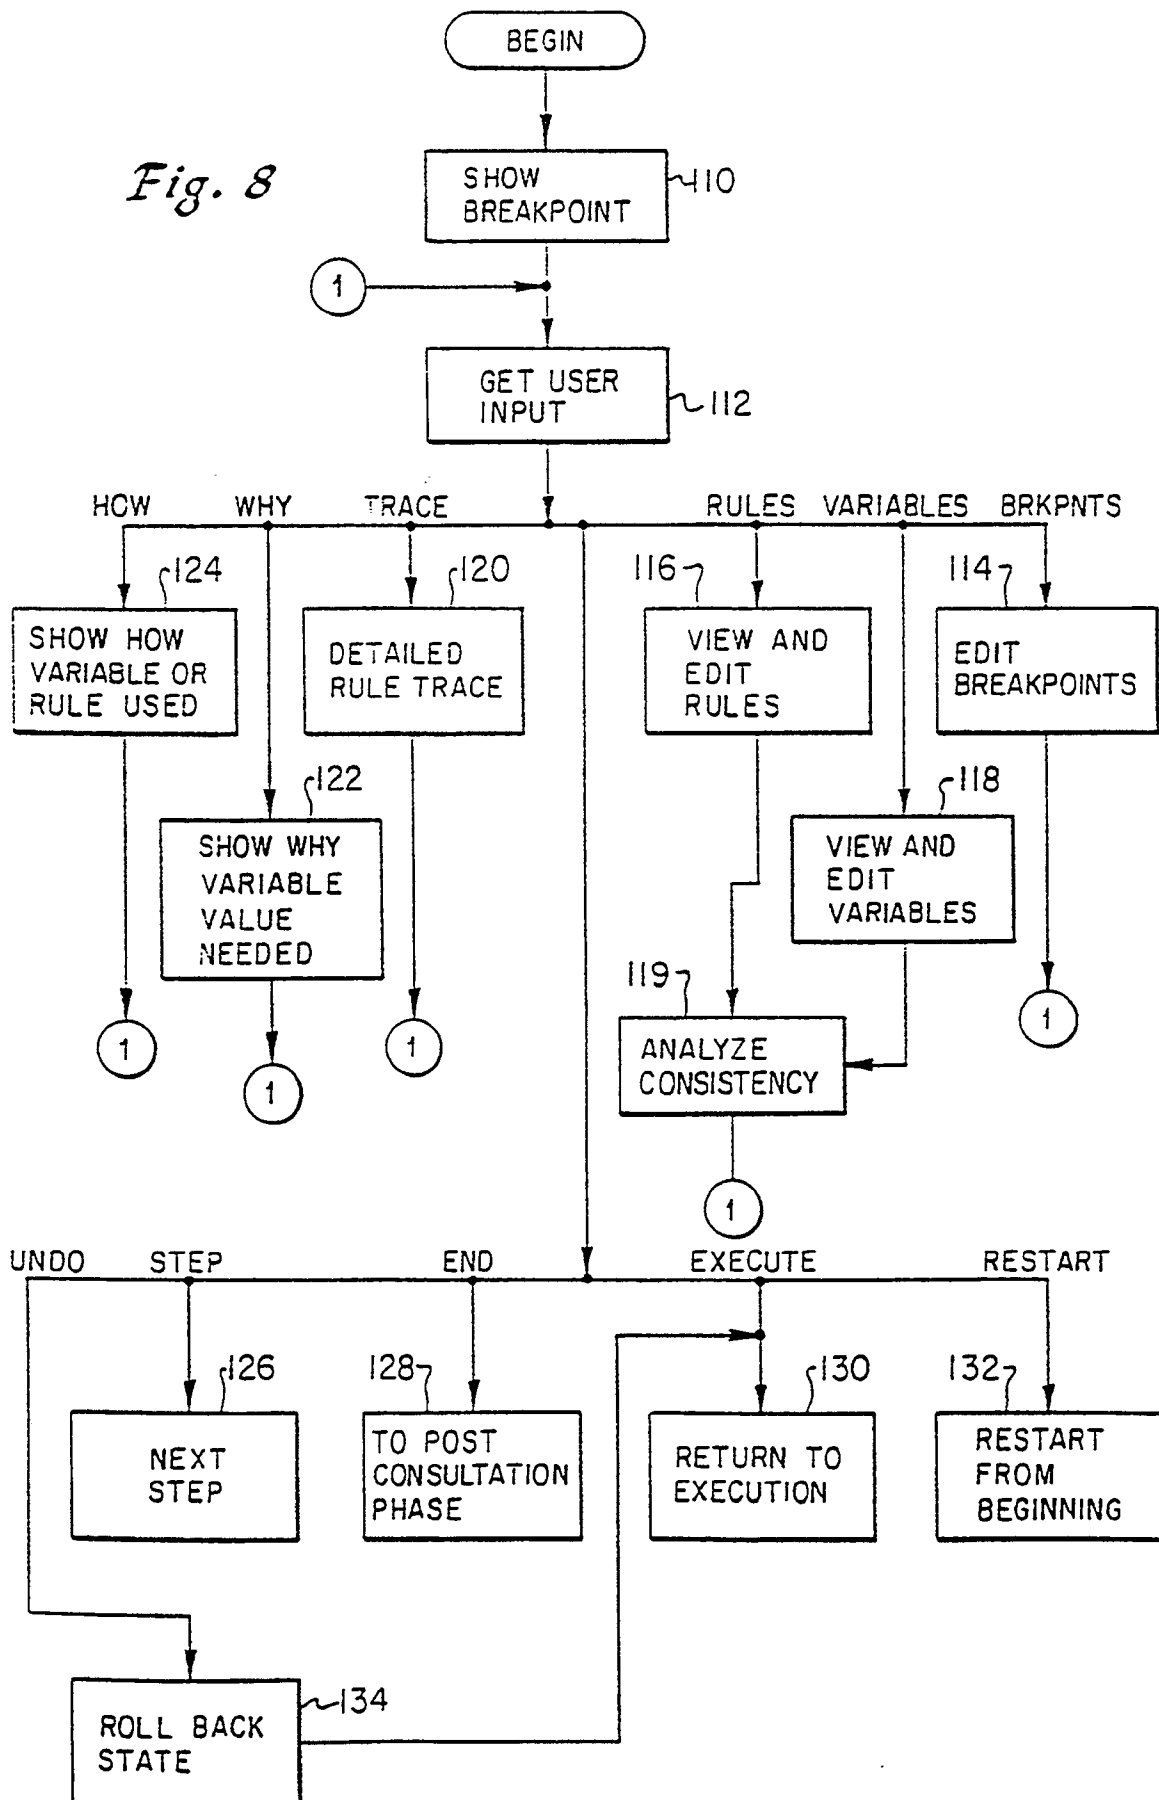 BEGIN
Fig. 8
SHOW
BREAKPOINT
110
1
GET USER
INPUT
112
HOW WHY TRACE RULES VARIABLES BRKPNTS
124
120
116
114
SHOW HOW
VARIABLE OR
RULE USED
DETAILED
RULE TRACE
VIEW AND
EDIT
RULES
EDIT
BREAKPOINTS
122
118
SHOW WHY
VARIABLE
VALUE
NEEDED
VIEW AND
EDIT
VARIABLES
119
1
1
1
1
ANALYZE
CONSISTENCY
1
UNDO STEP END EXECUTE RESTART
126
128
130
132
NEXT
STEP
TO POST
CONSULTATION
PHASE
RETURN TO
EXECUTION
RESTART
FROM
BEGINNING
134
ROLL BACK
STATE